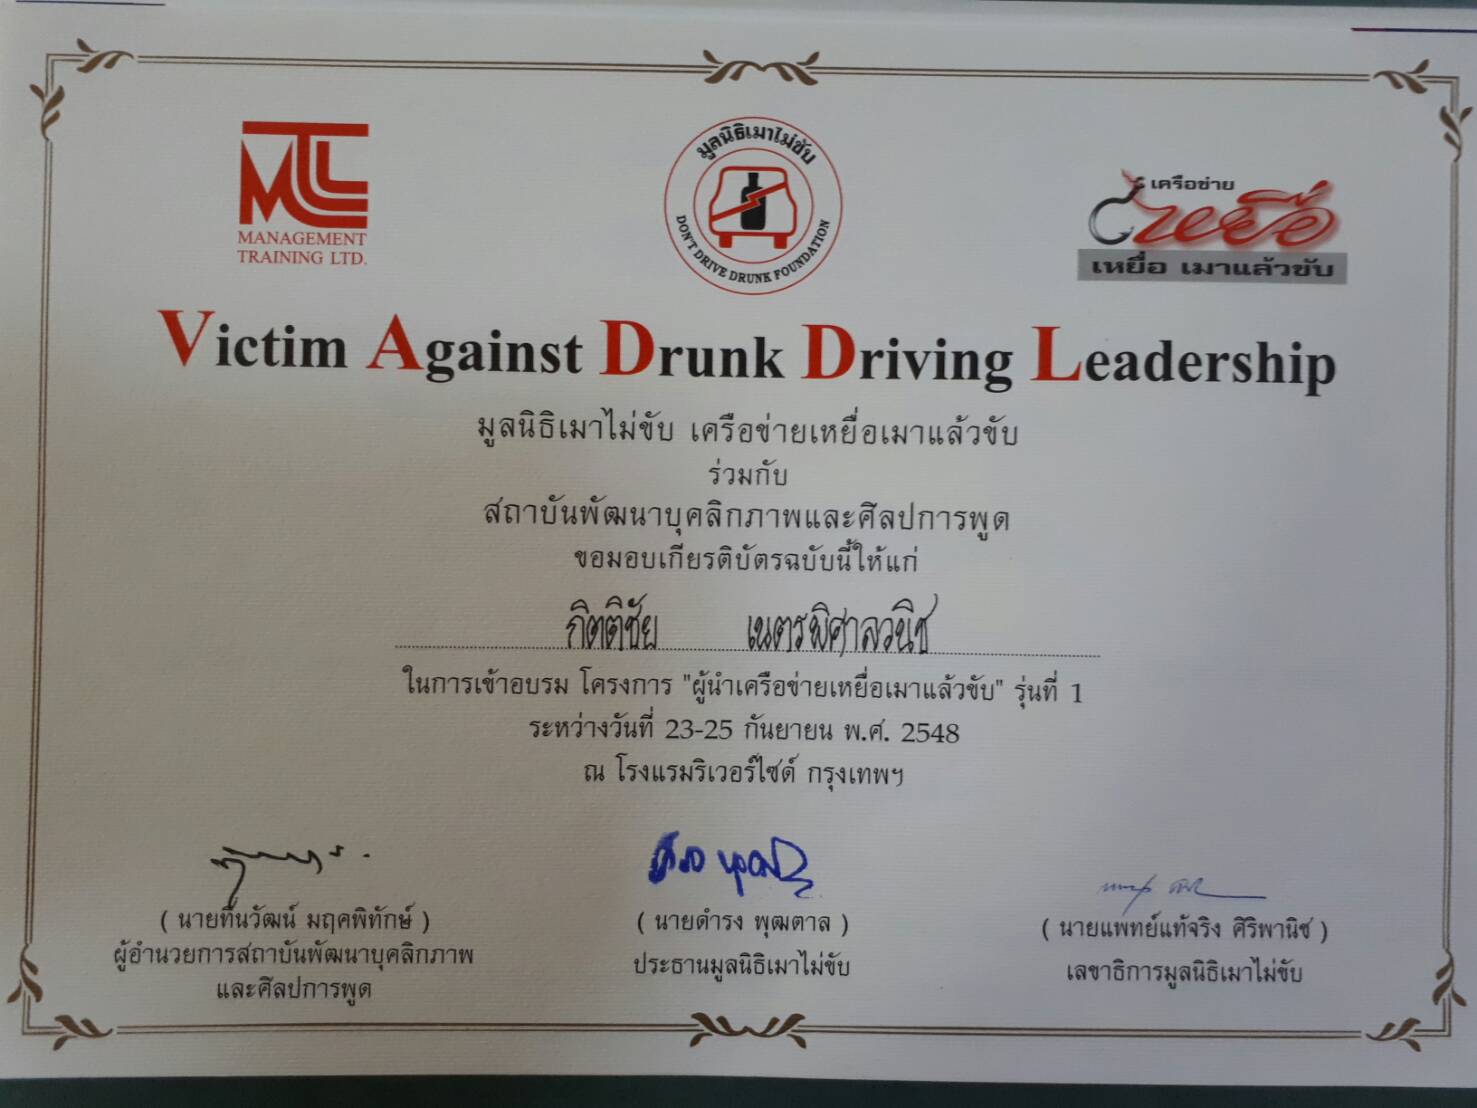 MTL
MANAGEMENT
TRAINING LTD.
มูลนิธิเมาไม่ขับ
DON'T DRIVE DRUNK FOUNDATION
เครือข่าย
เหยื่อ
เหยื่อ เมาแล้วขับ
Victim Against Drunk Driving Leadership
มูลนิธิเมาไม่ขับ เครือข่ายเหยื่อเมาแล้วขับ
ร่วมกับ
สถาบันพัฒนาบุคลิกภาพและศิลปการพูด
ขอมอบเกียรติบัตรฉบับนี้ให้แก่
กิตติชัย เนตรพิศาลวนิช
ในการเข้าอบรม โครงการ "ผู้นำเครือข่ายเหยื่อเมาแล้วขับ" รุ่นที่ 1
ระหว่างวันที่ 23-25 กันยายน พ.ศ. 2548
ณ โรงแรมริเวอร์ไซด์ กรุงเทพฯ
( นายทินวัฒน์ มฤคพิทักษ์ )
ผู้อำนวยการสถาบันพัฒนาบุคลิกภาพ
และศิลปการพูด
( นายดำรง พุฒตาล )
ประธานมูลนิธิเมาไม่ขับ
( นายแพทย์แท้จริง ศิริพานิช )
เลขาธิการมูลนิธิเมาไม่ขับ